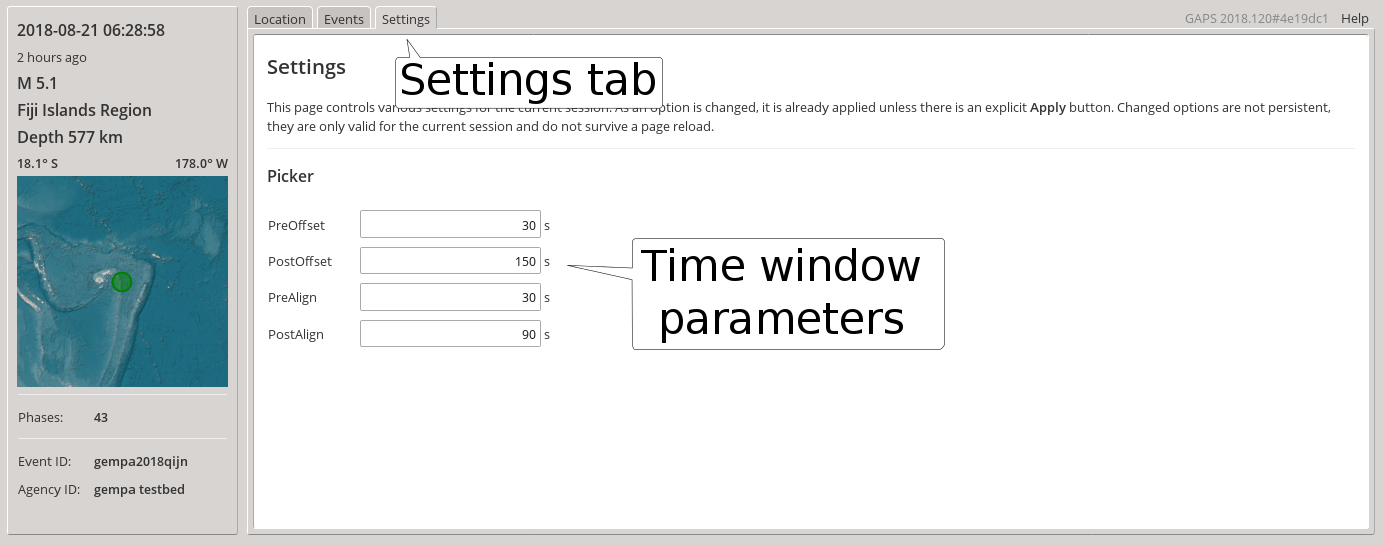 2018-08-21 06:28:58
2 hours ago
M 5.1
Fiji Islands Region
Depth 577 km
18.1° S 178.0° W
Phases: 43
Event ID: gempa2018qijn
Agency ID: gempa testbed
Location Events Settings GAPS 2018.120#4e19dc1 Help
Settings
Settings tab
This page controls various settings for the current session. As an option is changed, it is already applied unless there is an explicit Apply button. Changed options are not persistent,
they are only valid for the current session and do not survive a page reload.
Picker
PreOffset 30 s
PostOffset 150 s
PreAlign 30 s
PostAlign 90 s
Time window
parameters